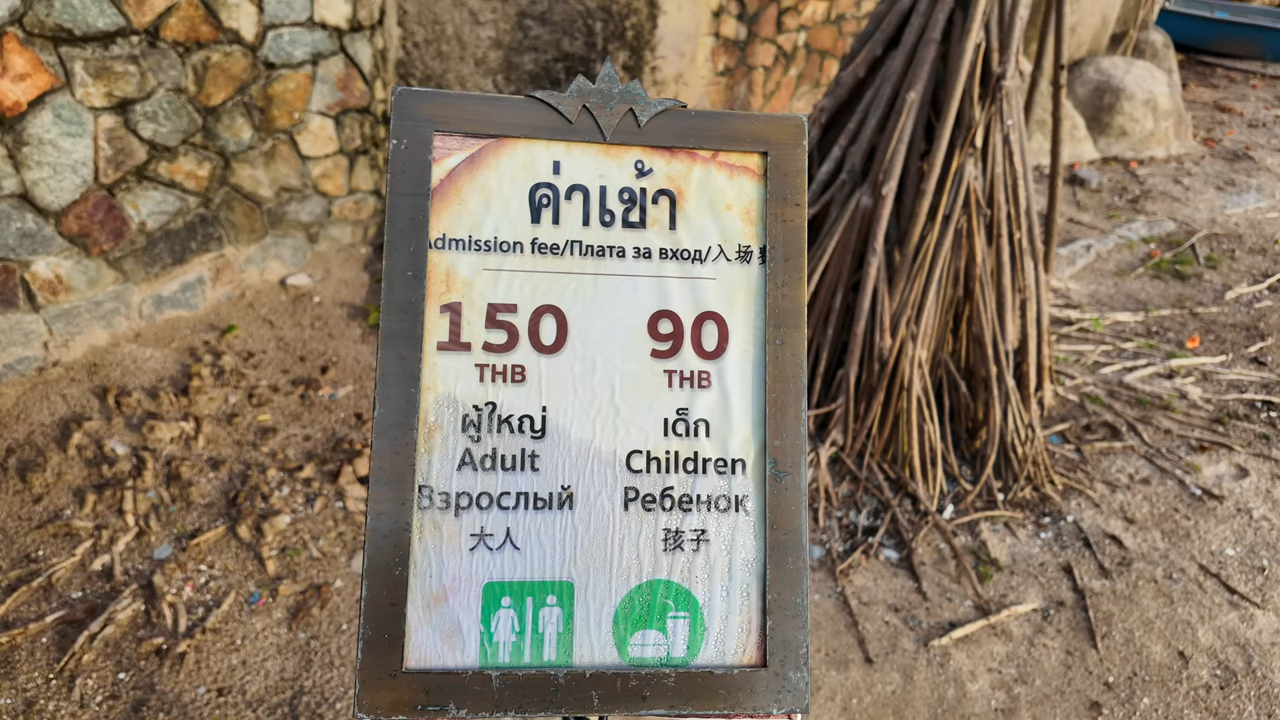 ค่าเข้า
Admission fee/Плата за вход/入场费
150
THB
ผู้ใหญ่
Adult
Взрослый
大人
90
THB
เด็ก
Children
Ребенок
孩子